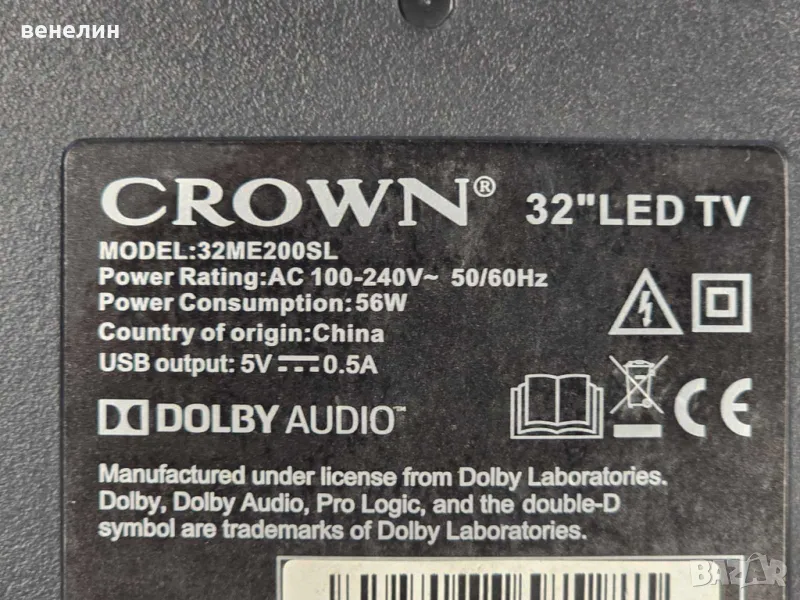 венелин
CROWN® 32"LED TV
MODEL:32ME200SL
Power Rating:AC 100-240V~ 50/60Hz
Power Consumption:56W
Country of origin:China
USB output: 5V⎓0.5A
DOLBY AUDIO™
CE
Manufactured under license from Dolby Laboratories.
Dolby, Dolby Audio, Pro Logic, and the double-D
symbol are trademarks of Dolby Laboratories.
BAZAR